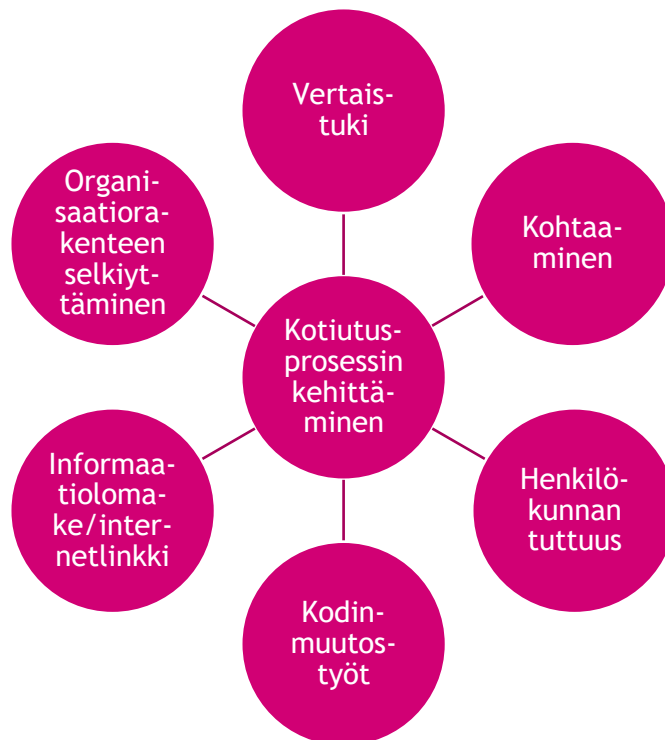 Vertais-
tuki
Organi-
saatiora-
kenteen
selkiyt-
täminen
Kohtaa-
minen
Kotiutus-
prosessin
kehittä-
minen
Informaa-
tioloma-
ke/inter-
netlinkki
Henkilö-
kunnan
tuttuus
Kodin-
muutos-
työt